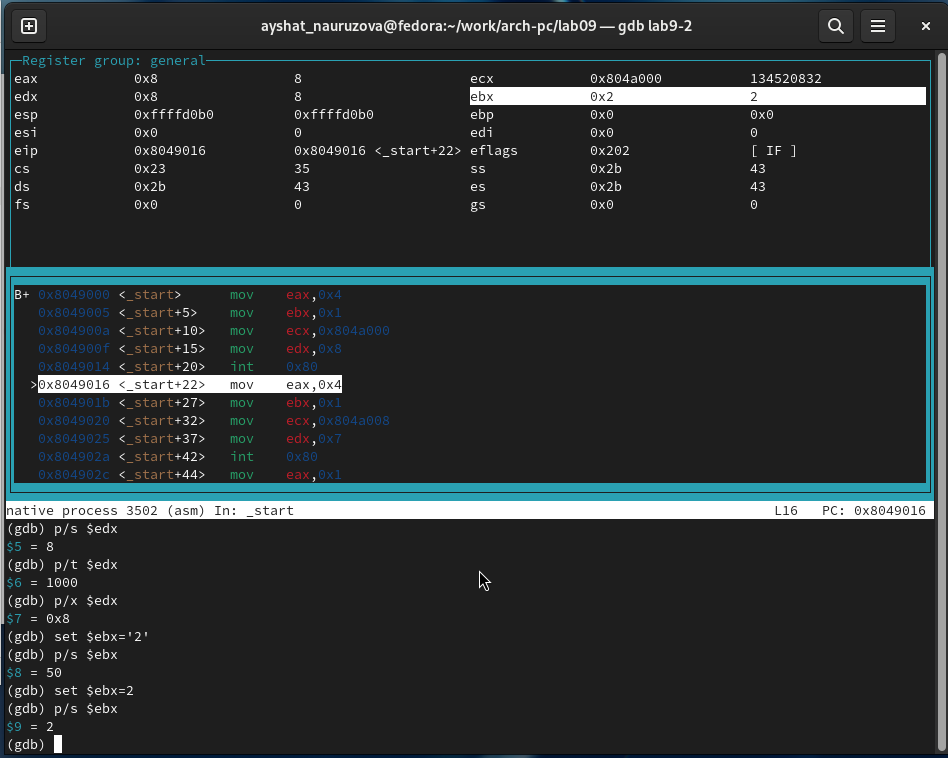 ayshat_nauruzova@fedora:~/work/arch-pc/lab09 — gdb lab9-2
Register group: general
eax 0x8 8 ecx 0x804a000 134520832
edx 0x8 8 ebx 0x2 2
esp 0xffffd0b0 0xffffd0b0 ebp 0x0 0x0
esi 0x0 0 edi 0x0 0
eip 0x8049016 0x8049016 <_start+22> eflags 0x202 [ IF ]
cs 0x23 35 ss 0x2b 43
ds 0x2b 43 es 0x2b 43
fs 0x0 0 gs 0x0 0
B+ 0x8049000 <_start> mov eax,0x4
0x8049005 <_start+5> mov ebx,0x1
0x804900a <_start+10> mov ecx,0x804a000
0x804900f <_start+15> mov edx,0x8
0x8049014 <_start+20> int 0x80
>0x8049016 <_start+22> mov eax,0x4
0x804901b <_start+27> mov ebx,0x1
0x8049020 <_start+32> mov ecx,0x804a008
0x8049025 <_start+37> mov edx,0x7
0x804902a <_start+42> int 0x80
0x804902c <_start+44> mov eax,0x1
native process 3502 (asm) In: _start L16 PC: 0x8049016
(gdb) p/s $edx
$5 = 8
(gdb) p/t $edx
$6 = 1000
(gdb) p/x $edx
$7 = 0x8
(gdb) set $ebx='2'
(gdb) p/s $ebx
$8 = 50
(gdb) set $ebx=2
(gdb) p/s $ebx
$9 = 2
(gdb)